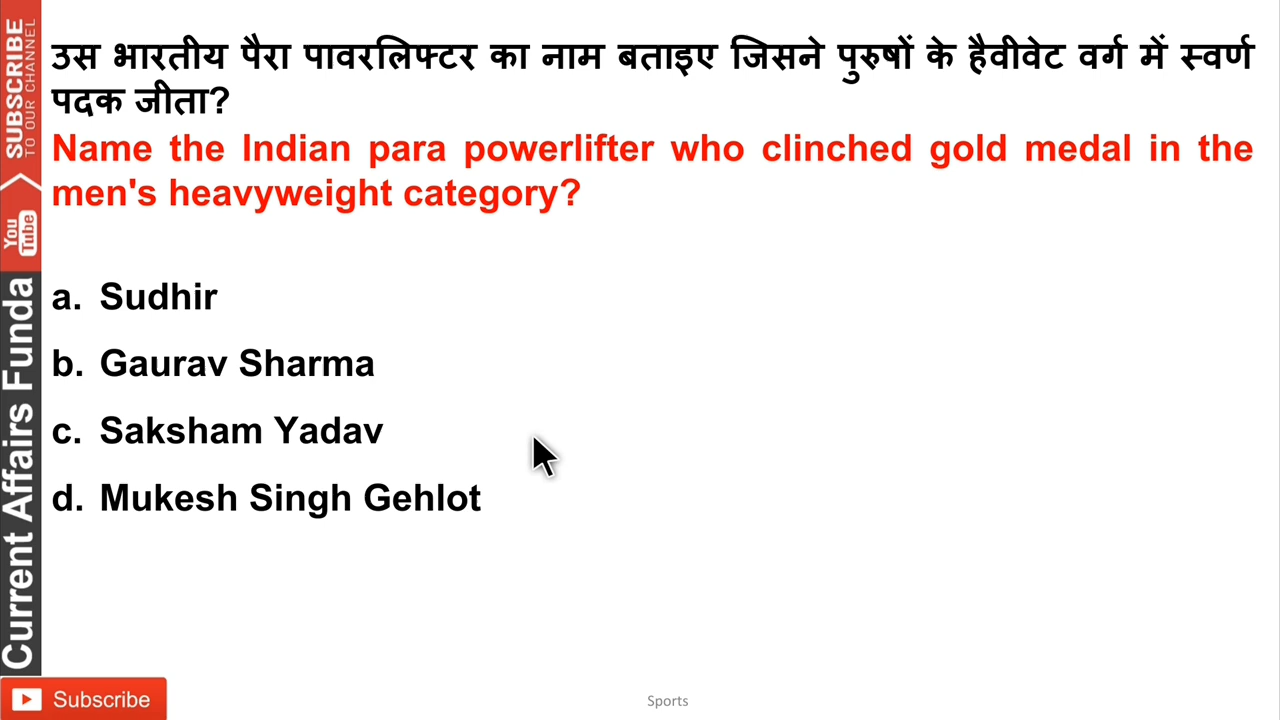 उस भारतीय पैरा पावरलिफ्टर का नाम बताइए जिसने पुरुषों के हैवीवेट वर्ग में स्वर्ण
पदक जीता?
Name the Indian para powerlifter who clinched gold medal in the
men's heavyweight category?
a. Sudhir
b. Gaurav Sharma
c. Saksham Yadav
d. Mukesh Singh Gehlot
SUBSCRIBE
TO OUR CHANNEL
You
Tube
Current Affairs Funda
Subscribe
Sports